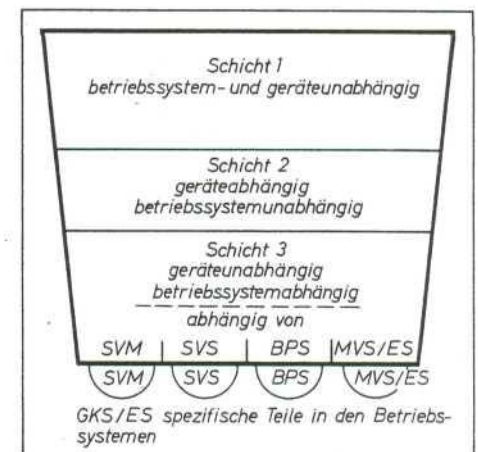 Schicht 1
betriebssystem- und geräteunabhängig
Schicht 2
geräteabhängig
betriebssystemunabhängig
Schicht 3
geräteunabhängig
betriebssystemabhängig
abhängig von
SVM | SVS | BPS | MVS/ES
SVM SVS BPS MVS/ES
GKS/ES spezifische Teile in den Betriebs-
systemen